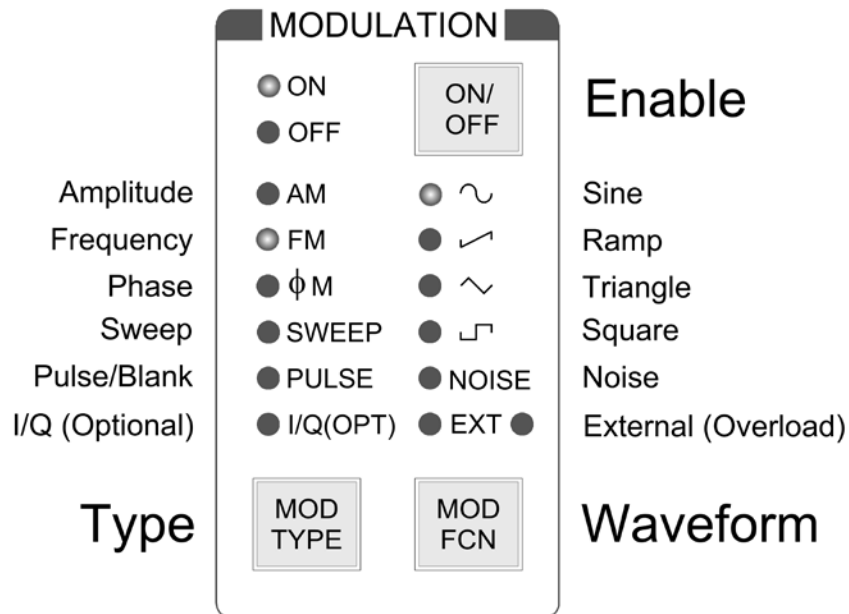 MODULATION
ON
OFF
ON/
OFF
Enable
Amplitude AM Sine
Frequency FM Ramp
Phase ϕM Triangle
Sweep SWEEP Square
Pulse/Blank PULSE NOISE Noise
I/Q (Optional) I/Q(OPT) EXT External (Overload)
Type
MOD
TYPE
MOD
FCN
Waveform